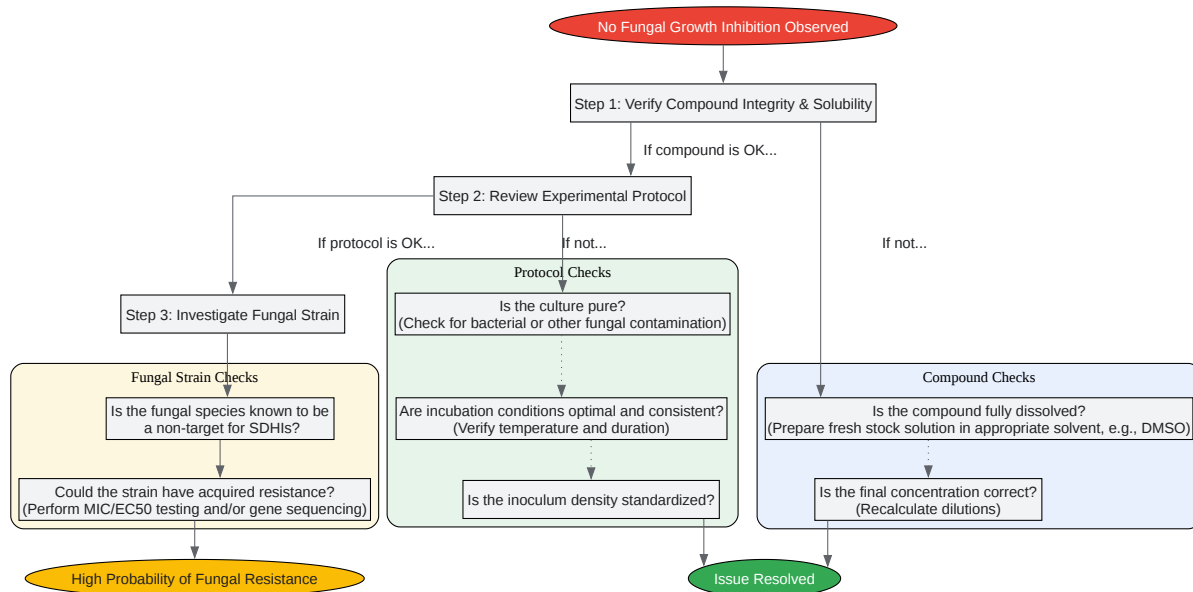 No Fungal Growth Inhibition Observed
Step 1: Verify Compound Integrity & Solubility
If compound is OK...
Step 2: Review Experimental Protocol
If protocol is OK...
If not...
If not...
Protocol Checks
Is the culture pure?
(Check for bacterial or other fungal contamination)
Step 3: Investigate Fungal Strain
Fungal Strain Checks
Compound Checks
Is the fungal species known to be
a non-target for SDHIs?
Are incubation conditions optimal and consistent?
(Verify temperature and duration)
Is the compound fully dissolved?
(Prepare fresh stock solution in appropriate solvent, e.g., DMSO)
Could the strain have acquired resistance?
(Perform MIC/EC50 testing and/or gene sequencing)
Is the inoculum density standardized?
Is the final concentration correct?
(Recalculate dilutions)
High Probability of Fungal Resistance
Issue Resolved